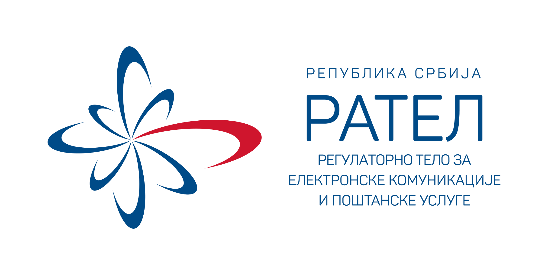 РЕПУБЛИКА СРБИЈА
РАТЕЛ
РЕГУЛАТОРНО ТЕЛО ЗА
ЕЛЕКТРОНСКЕ КОМУНИКАЦИЈЕ
И ПОШТАНСКЕ УСЛУГЕ